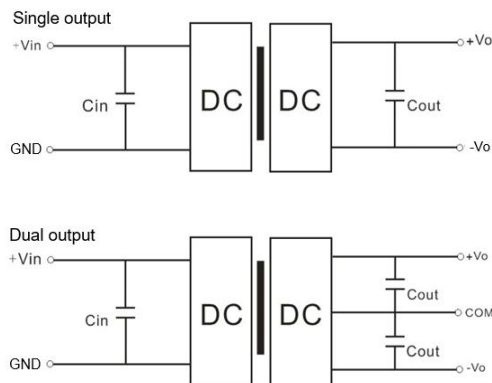 Single output
+Vin
+Vo
Cin
DC
DC
Cout
GND
-Vo
Dual output
+Vin
+Vo
Cout
Cin
DC
DC
COM
Cout
GND
-Vo